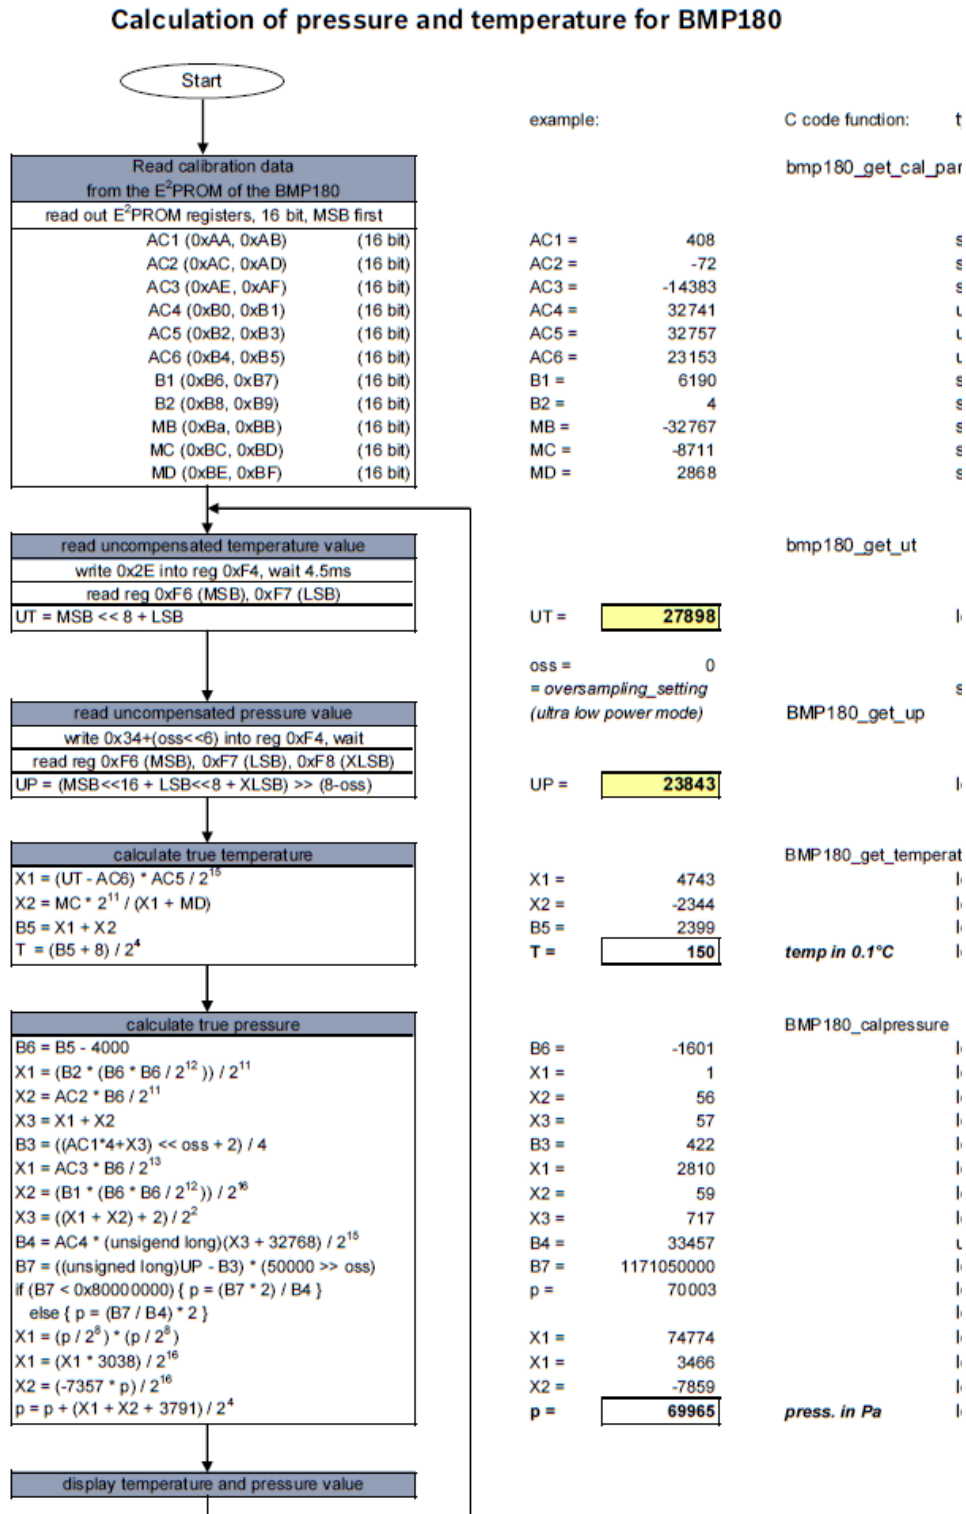 Calculation of pressure and temperature for BMP180
Start
example: C code function: t
Read calibration data
from the E²PROM of the BMP180
bmp180_get_cal_par
read out E²PROM registers, 16 bit, MSB first
AC1 (0xAA, 0xAB) (16 bit) AC1 = 408 s
AC2 (0xAC, 0xAD) (16 bit) AC2 = -72 s
AC3 (0xAE, 0xAF) (16 bit) AC3 = -14383 s
AC4 (0xB0, 0xB1) (16 bit) AC4 = 32741 u
AC5 (0xB2, 0xB3) (16 bit) AC5 = 32757 u
AC6 (0xB4, 0xB5) (16 bit) AC6 = 23153 u
B1 (0xB6, 0xB7) (16 bit) B1 = 6190 s
B2 (0xB8, 0xB9) (16 bit) B2 = 4 s
MB (0xBa, 0xBB) (16 bit) MB = -32767 s
MC (0xBC, 0xBD) (16 bit) MC = -8711 s
MD (0xBE, 0xBF) (16 bit) MD = 2868 s
read uncompensated temperature value bmp180_get_ut
write 0x2E into reg 0xF4, wait 4.5ms
read reg 0xF6 (MSB), 0xF7 (LSB)
UT = MSB << 8 + LSB UT = 27898
oss = 0
= oversampling_setting s
read uncompensated pressure value (ultra low power mode) BMP180_get_up
write 0x34+(oss<<6) into reg 0xF4, wait
read reg 0xF6 (MSB), 0xF7 (LSB), 0xF8 (XLSB)
UP = (MSB<<16 + LSB<<8 + XLSB) >> (8-oss) UP = 23843
calculate true temperature BMP180_get_temperat
X1 = (UT - AC6) * AC5 / 2¹⁵ X1 = 4743
X2 = MC * 2¹¹ / (X1 + MD) X2 = -2344
B5 = X1 + X2 B5 = 2399
T = (B5 + 8) / 2⁴ T = 150 temp in 0.1°C
calculate true pressure BMP180_calpressure
B6 = B5 - 4000 B6 = -1601
X1 = (B2 * (B6 * B6 / 2¹² )) / 2¹¹ X1 = 1
X2 = AC2 * B6 / 2¹¹ X2 = 56
X3 = X1 + X2 X3 = 57
B3 = ((AC1*4+X3) << oss + 2) / 4 B3 = 422
X1 = AC3 * B6 / 2¹³ X1 = 2810
X2 = (B1 * (B6 * B6 / 2¹²)) / 2¹⁶ X2 = 59
X3 = ((X1 + X2) + 2) / 2² X3 = 717
B4 = AC4 * (unsigend long)(X3 + 32768) / 2¹⁵ B4 = 33457 u
B7 = ((unsigned long)UP - B3) * (50000 >> oss) B7 = 1171050000
if (B7 < 0x80000000) { p = (B7 * 2) / B4 } p = 70003
else { p = (B7 / B4) * 2 }
X1 = (p / 2⁸) * (p / 2⁸) X1 = 74774
X1 = (X1 * 3038) / 2¹⁶ X1 = 3466
X2 = (-7357 * p) / 2¹⁶ X2 = -7859
p = p + (X1 + X2 + 3791) / 2⁴ p = 69965 press. in Pa
display temperature and pressure value